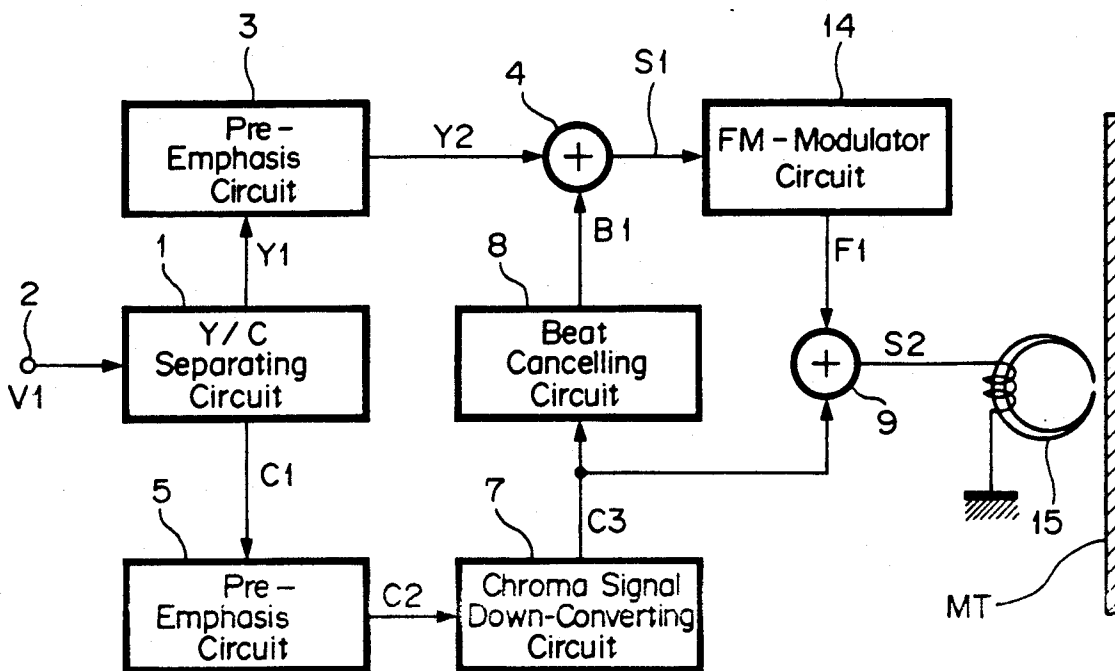 3
14
4
S1
Pre-
Emphasis
Circuit
Y2
+
FM-Modulator
Circuit
Y1
B1
F1
1
8
2
V1
Y/C
Separating
Circuit
Beat
Cancelling
Circuit
+
S2
9
C1
15
5
7
C3
Pre-
Emphasis
Circuit
C2
Chroma Signal
Down-Converting
Circuit
MT